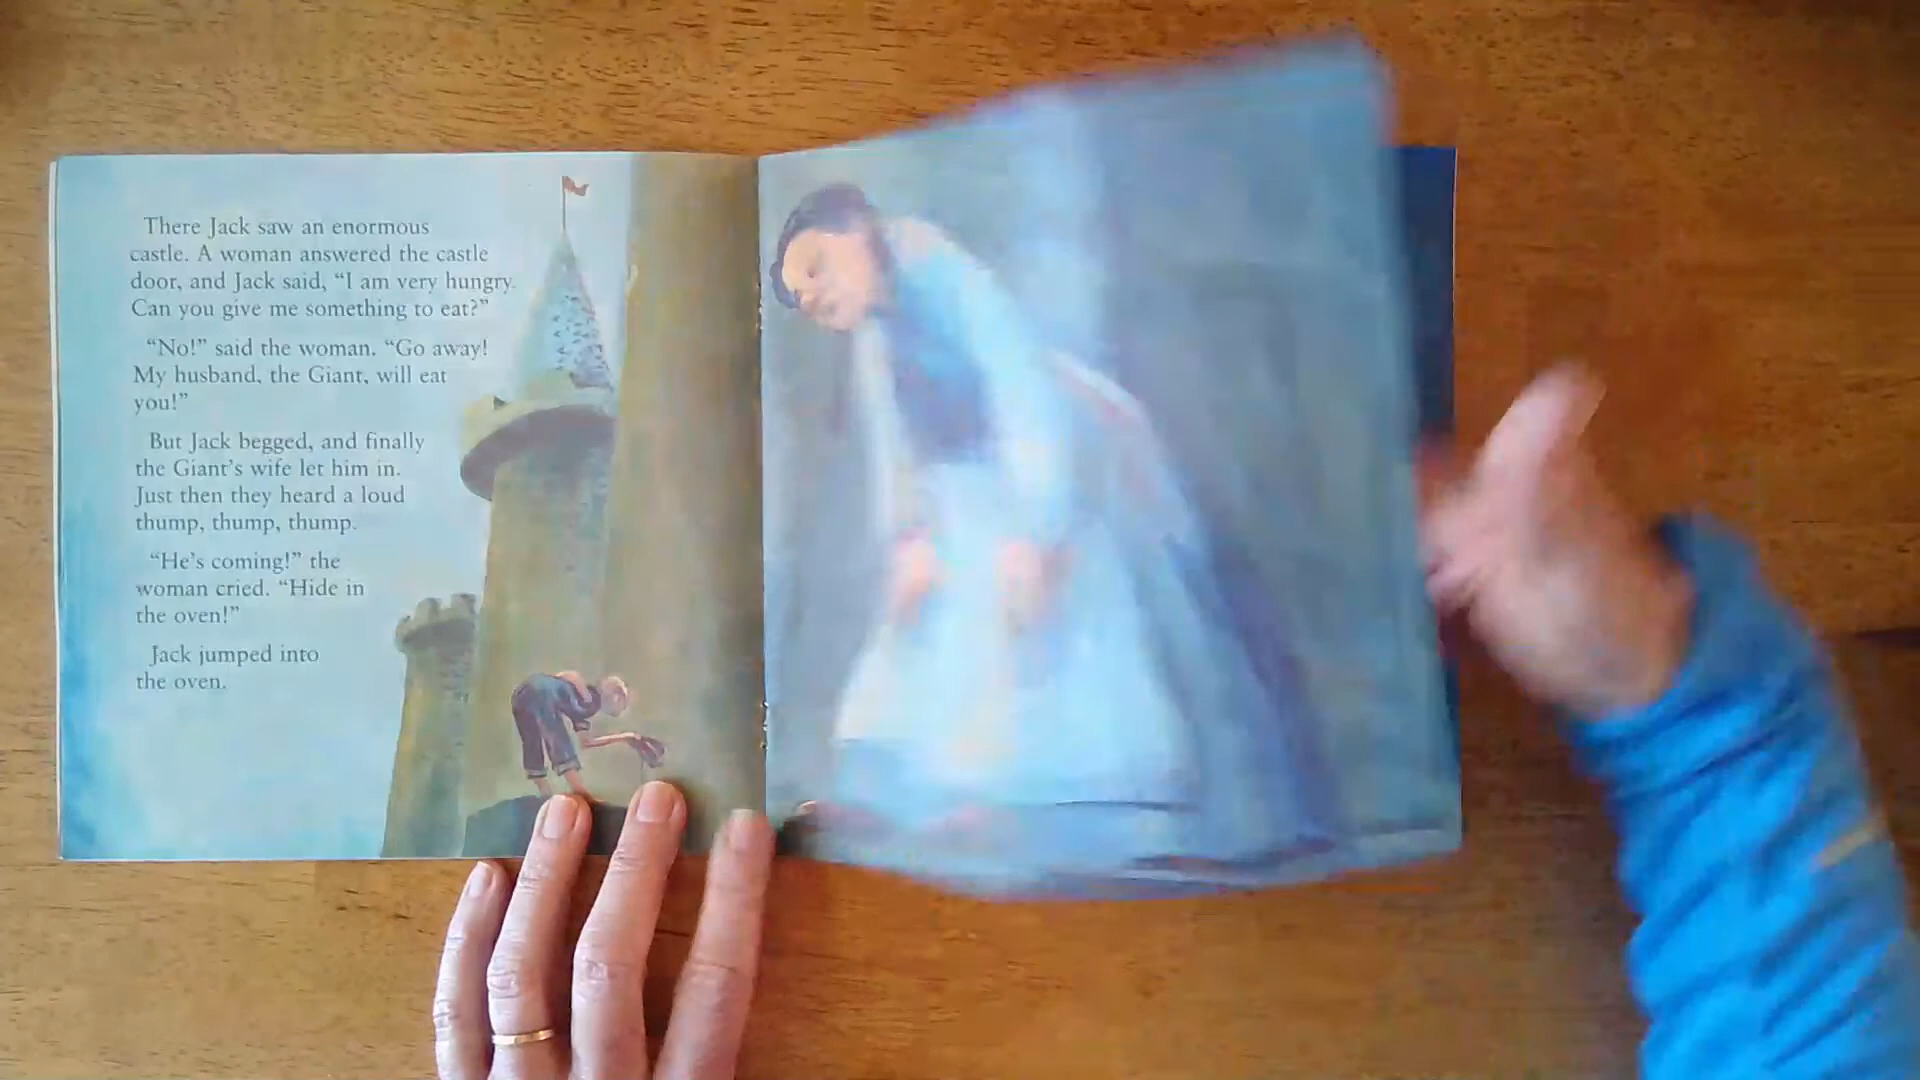 There Jack saw an enormous
castle. A woman answered the castle
door, and Jack said, “I am very hungry.
Can you give me something to eat?”
“No!” said the woman. “Go away!
My husband, the Giant, will eat
you!”
But Jack begged, and finally
the Giant’s wife let him in.
Just then they heard a loud
thump, thump, thump.
“He’s coming!” the
woman cried. “Hide in
the oven!”
Jack jumped into
the oven.